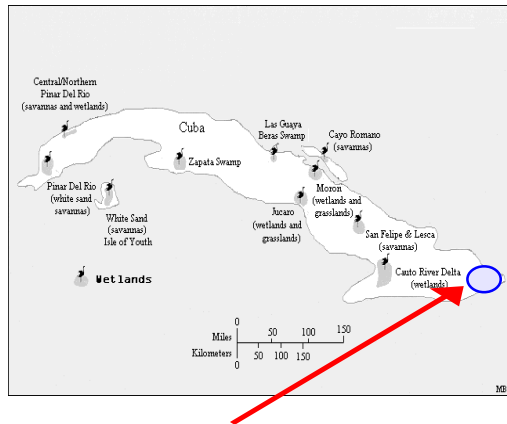 Central/Northern
Pinar Del Rio
(savannas and wetlands)
Cuba
Las Guaya
Beras Swamp
Cayo Romano
(savannas)
Zapata Swamp
Pinar Del Rio
(white sand
savannas)
White Sand
(savannas)
Isle of Youth
Moron
(wetlands and
grasslands)
Jucaro
(wetlands and
grasslands)
San Felipe & Lesca
(savannas)
Cauto River Delta
(wetlands)
Wetlands
0 50 100 150
Miles
Kilometers
0 50 100 150
MB